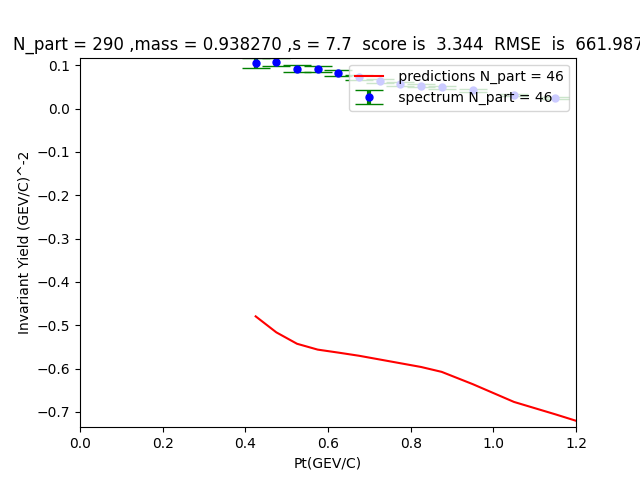 N_part = 290 ,mass = 0.938270 ,s = 7.7  score is  3.344  RMSE  is  661.987
predictions N_part = 46
spectrum N_part = 46
Invariant Yield (GEV/C)^-2
0.1
0.0
−0.1
−0.2
−0.3
−0.4
−0.5
−0.6
−0.7
0.0 0.2 0.4 0.6 0.8 1.0 1.2
Pt(GEV/C)